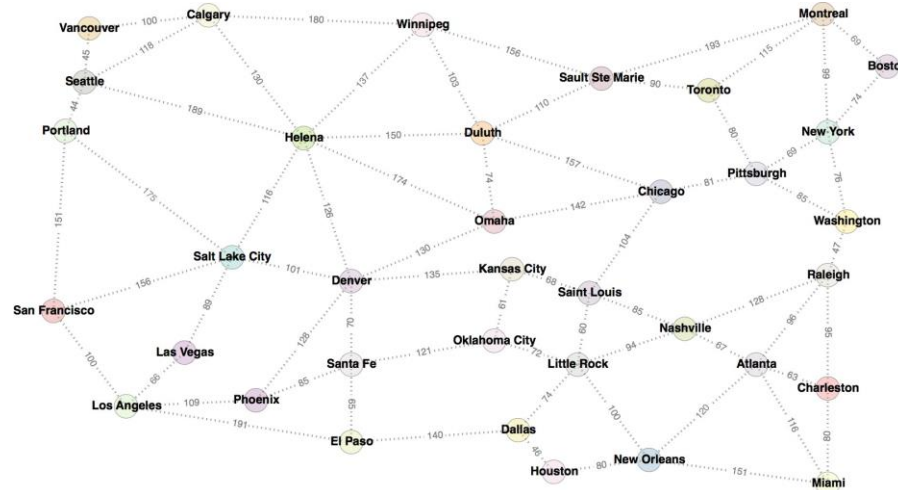 Calgary
Vancouver
100
180
Winnipeg
Montreal
45
118
130
137
156
193
115
69
Boston
Seattle
Sault Ste Marie
90
Toronto
99
74
44
189
103
110
Portland
Helena
150
Duluth
80
69
New York
174
74
157
Pittsburgh
76
Chicago
81
85
151
175
116
126
142
Omaha
Washington
130
104
47
Salt Lake City
101
Denver
135
Kansas City
68
Saint Louis
Raleigh
156
89
128
70
61
60
85
128
San Francisco
Nashville
96
95
Las Vegas
Oklahoma City
72
94
67
100
66
Santa Fe
121
Little Rock
Atlanta
63
Charleston
85
65
74
100
120
116
80
Los Angeles
109
Phoenix
191
El Paso
140
Dallas
46
Houston
80
New Orleans
151
Miami